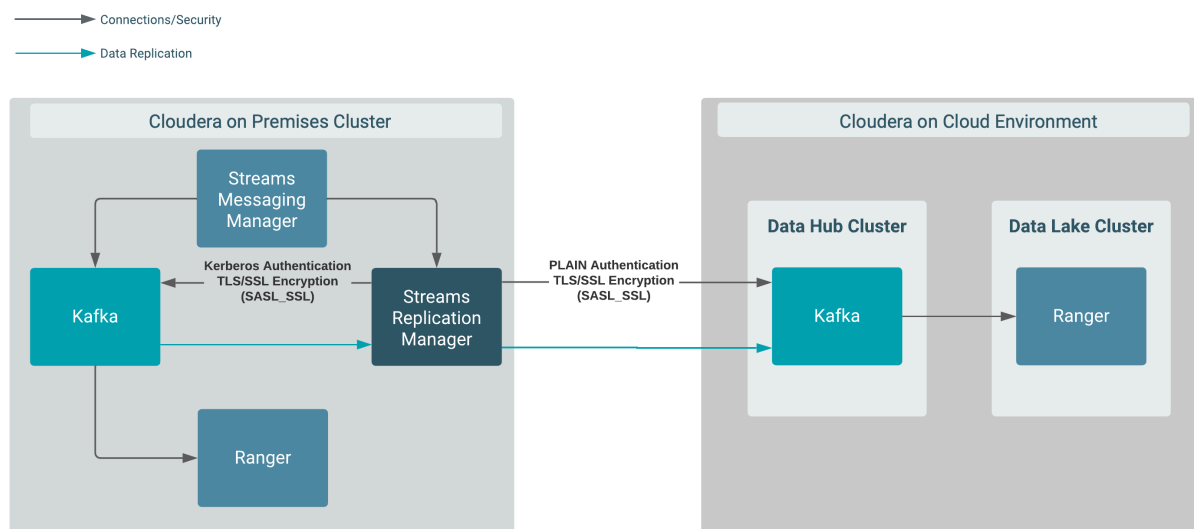 Connections/Security
Data Replication
Cloudera on Premises Cluster
Cloudera on Cloud Environment
Streams
Messaging
Manager
Data Hub Cluster
Data Lake Cluster
Kerberos Authentication
TLS/SSL Encryption
(SASL_SSL)
PLAIN Authentication
TLS/SSL Encryption
(SASL_SSL)
Kafka
Streams
Replication
Manager
Kafka
Ranger
Ranger